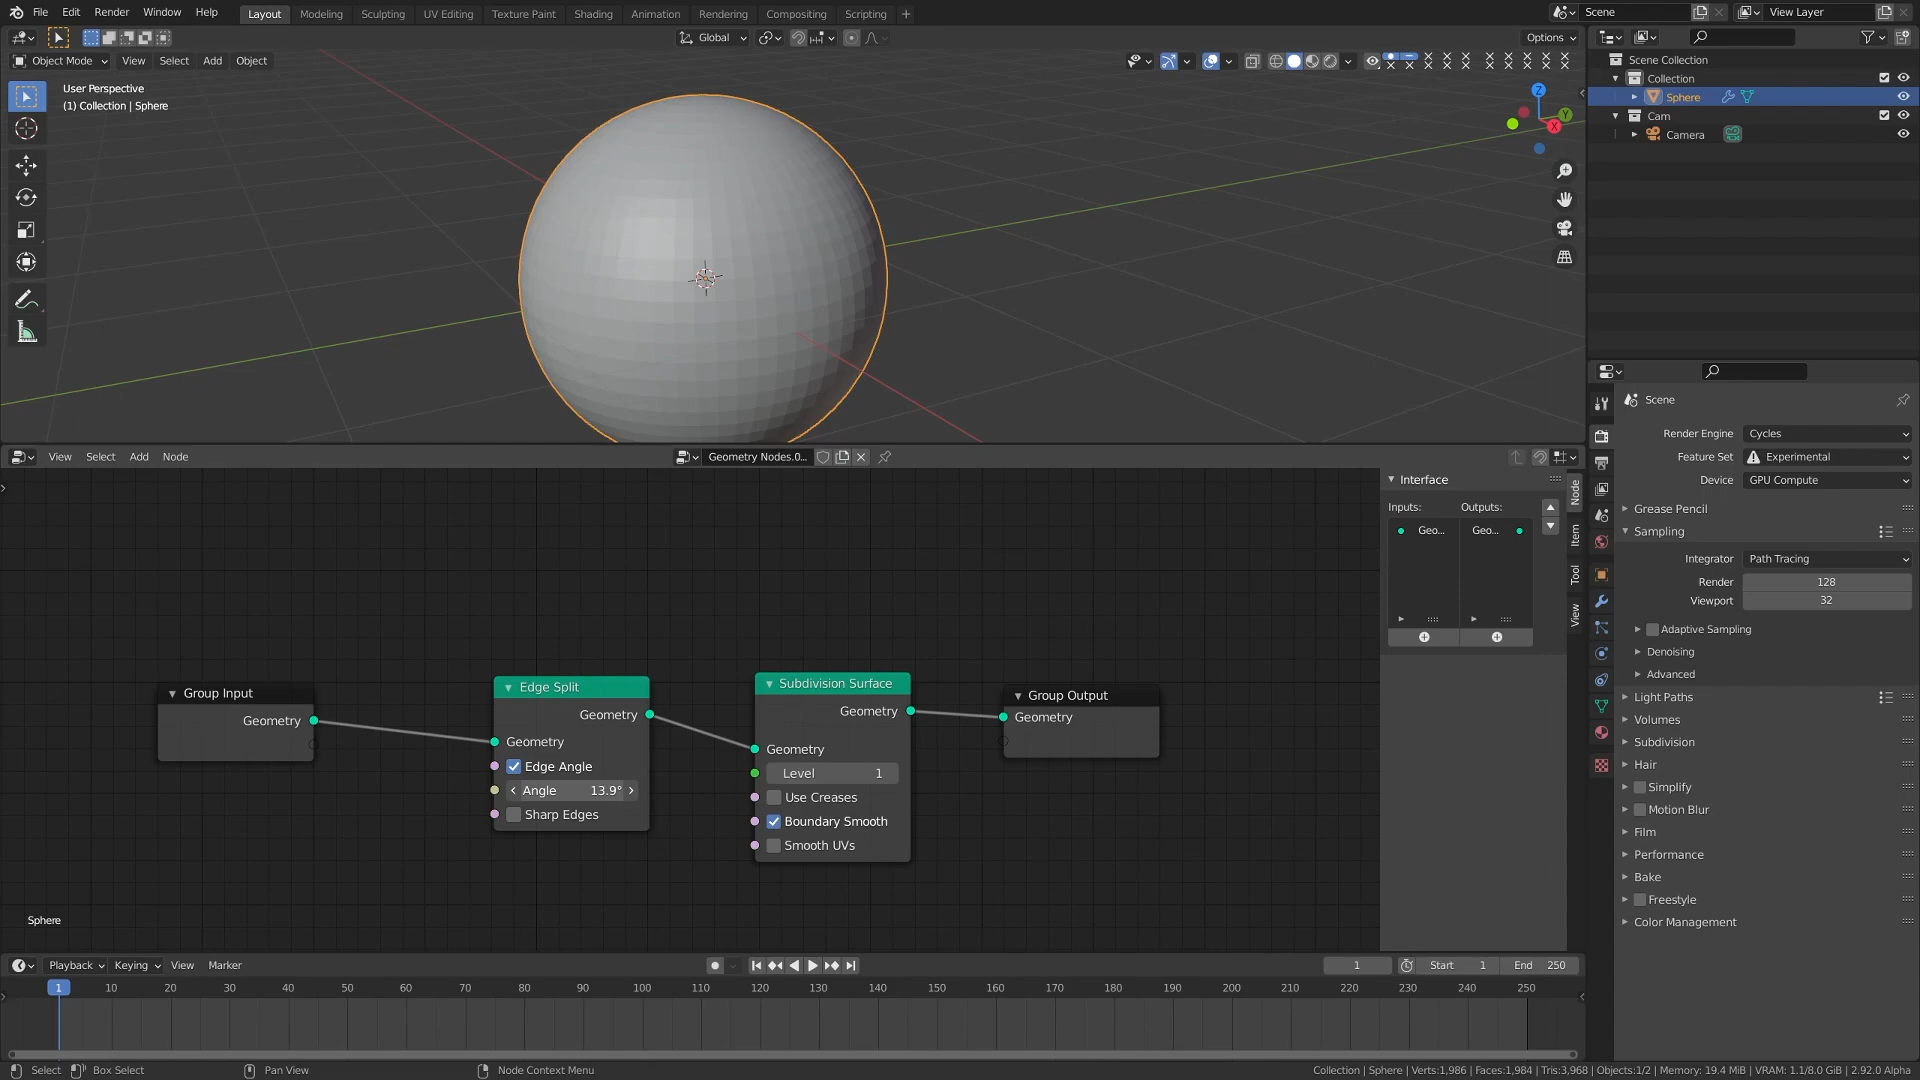 File Edit Render Window Help Layout Modeling Sculpting UV Editing Texture Paint Shading Animation Rendering Compositing Scripting + Scene View Layer
Global Options
Object Mode View Select Add Object
User Perspective
(1) Collection | Sphere
Z
Y
X
Scene Collection
Collection
Sphere
Cam
Camera
Scene
Render Engine Cycles
Feature Set Experimental
Device GPU Compute
Grease Pencil
Sampling
Integrator Path Tracing
Render 128
Viewport 32
Adaptive Sampling
Denoising
Advanced
Light Paths
Volumes
Subdivision
Hair
Simplify
Motion Blur
Film
Performance
Bake
Freestyle
Color Management
View Select Add Node Geometry Nodes.0...
Interface
Inputs: Outputs:
Geo... Geo...
Node
Item
Tool
View
Group Input
Geometry
Edge Split
Geometry
Geometry
Edge Angle
Angle 13.9°
Sharp Edges
Subdivision Surface
Geometry
Geometry
Level 1
Use Creases
Boundary Smooth
Smooth UVs
Group Output
Geometry
Sphere
Playback Keying View Marker 1 Start 1 End 250
1 10 20 30 40 50 60 70 80 90 100 110 120 130 140 150 160 170 180 190 200 210 220 230 240 250
Select Box Select Pan View Node Context Menu Collection | Sphere | Verts:1,986 | Faces:1,984 | Tris:3,968 | Objects:1/2 | Memory: 19.4 MiB | VRAM: 1.1/8.0 GiB | 2.92.0 Alpha